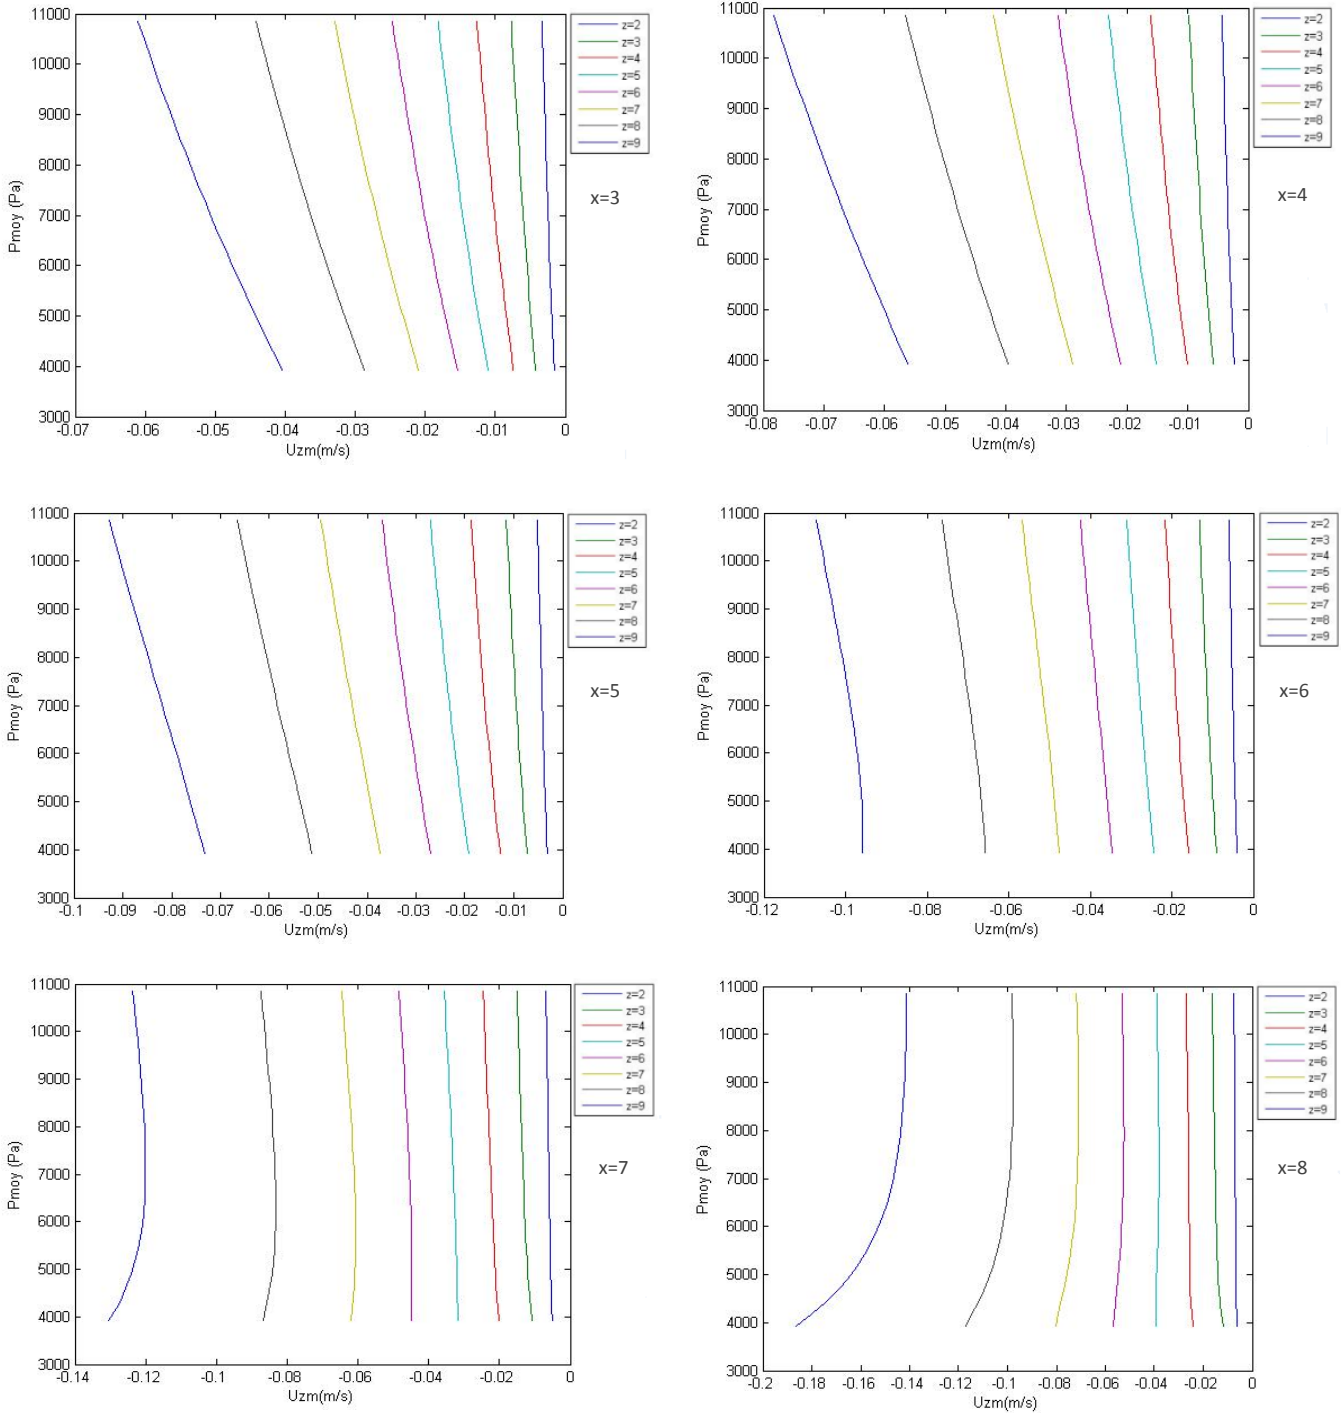 11000
10000
9000
8000
7000
6000
5000
4000
3000
Pmoy (Pa)
-0.07 -0.06 -0.05 -0.04 -0.03 -0.02 -0.01 0
Uzm(m/s)
z=2
z=3
z=4
z=5
z=6
z=7
z=8
z=9
x=3
11000
10000
9000
8000
7000
6000
5000
4000
3000
Pmoy (Pa)
-0.08 -0.07 -0.06 -0.05 -0.04 -0.03 -0.02 -0.01 0
Uzm(m/s)
z=2
z=3
z=4
z=5
z=6
z=7
z=8
z=9
x=4
11000
10000
9000
8000
7000
6000
5000
4000
3000
Pmoy (Pa)
-0.1 -0.09 -0.08 -0.07 -0.06 -0.05 -0.04 -0.03 -0.02 -0.01 0
Uzm(m/s)
z=2
z=3
z=4
z=5
z=6
z=7
z=8
z=9
x=5
11000
10000
9000
8000
7000
6000
5000
4000
3000
Pmoy (Pa)
-0.12 -0.1 -0.08 -0.06 -0.04 -0.02 0
Uzm(m/s)
z=2
z=3
z=4
z=5
z=6
z=7
z=8
z=9
x=6
11000
10000
9000
8000
7000
6000
5000
4000
3000
Pmoy (Pa)
-0.14 -0.12 -0.1 -0.08 -0.06 -0.04 -0.02 0
Uzm(m/s)
z=2
z=3
z=4
z=5
z=6
z=7
z=8
z=9
x=7
11000
10000
9000
8000
7000
6000
5000
4000
3000
Pmoy (Pa)
-0.2 -0.18 -0.16 -0.14 -0.12 -0.1 -0.08 -0.06 -0.04 -0.02 0
Uzm(m/s)
z=2
z=3
z=4
z=5
z=6
z=7
z=8
z=9
x=8